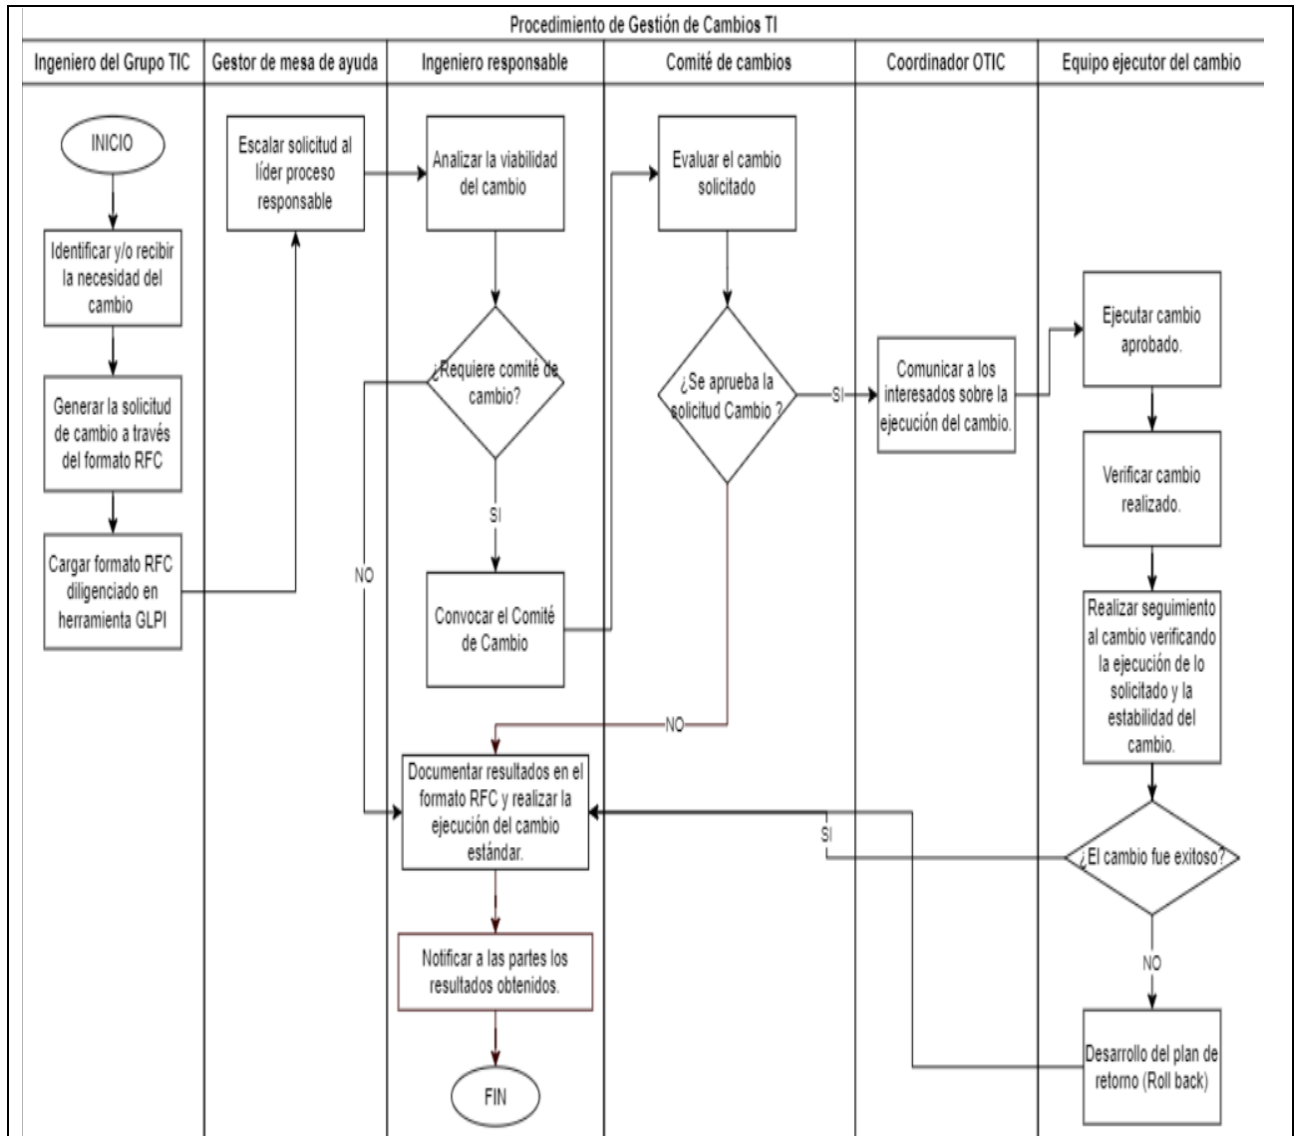 Procedimiento de Gestión de Cambios TI
Ingeniero del Grupo TIC
Gestor de mesa de ayuda
Ingeniero responsable
Comité de cambios
Coordinador OTIC
Equipo ejecutor del cambio
INICIO
Identificar y/o recibir
la necesidad del
cambio
Generar la solicitud
de cambio a través
del formato RFC
Cargar formato RFC
diligenciado en
herramienta GLPI
Escalar solicitud al
líder proceso
responsable
Analizar la viabilidad
del cambio
¿Requiere comité de
cambio?
NO
SI
Convocar el Comité
de Cambio
Evaluar el cambio
solicitado
¿Se aprueba la
solicitud Cambio ?
SI
NO
Comunicar a los
interesados sobre la
ejecución del cambio.
Ejecutar cambio
aprobado.
Verificar cambio
realizado.
Realizar seguimiento
al cambio verificando
la ejecución de lo
solicitado y la
estabilidad del
cambio.
¿El cambio fue exitoso?
SI
NO
Desarrollo del plan de
retorno (Roll back)
Documentar resultados en el
formato RFC y realizar la
ejecución del cambio
estándar.
Notificar a las partes los
resultados obtenidos.
FIN